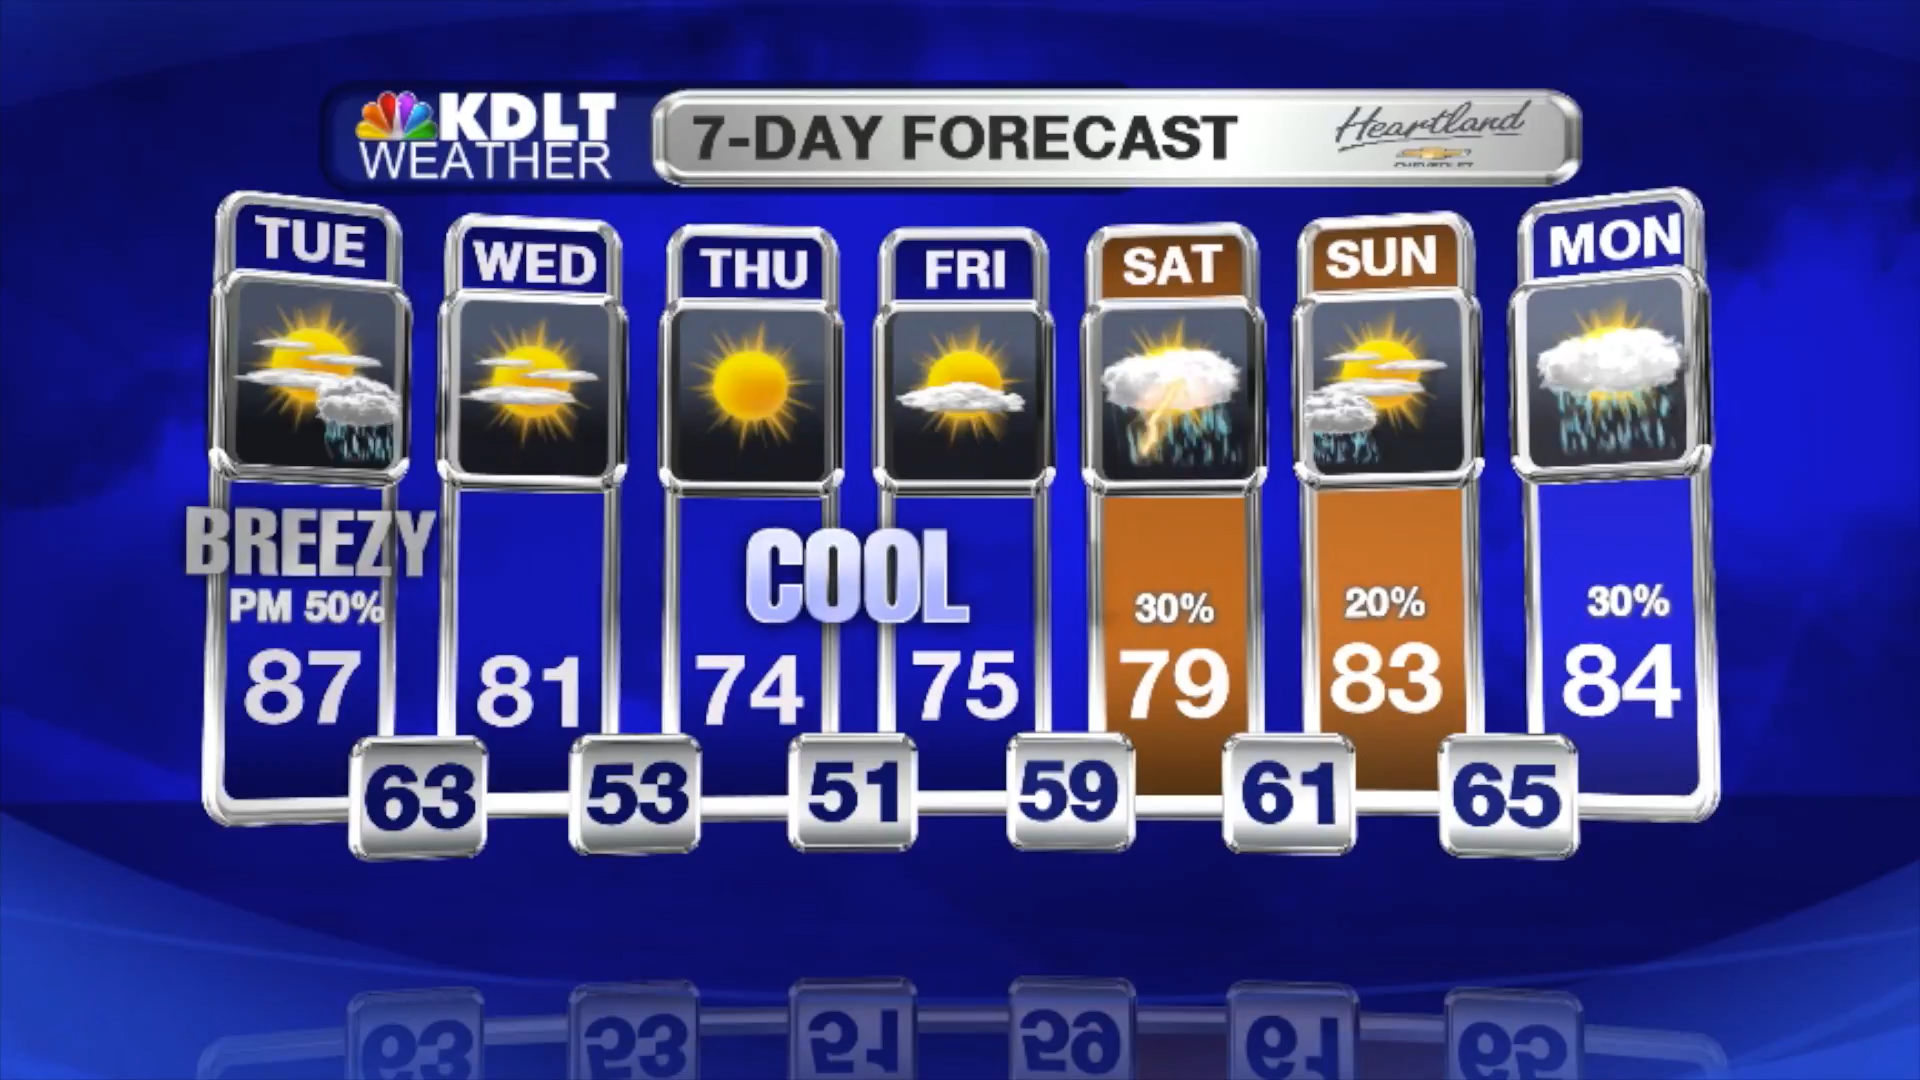 KDLT
WEATHER
7-DAY FORECAST
Heartland
CHEVROLET
TUE
WED
THU
FRI
SAT
SUN
MON
BREEZY
COOL
PM 50%
30%
20%
30%
87
81
74
75
79
83
84
63
53
51
59
61
65